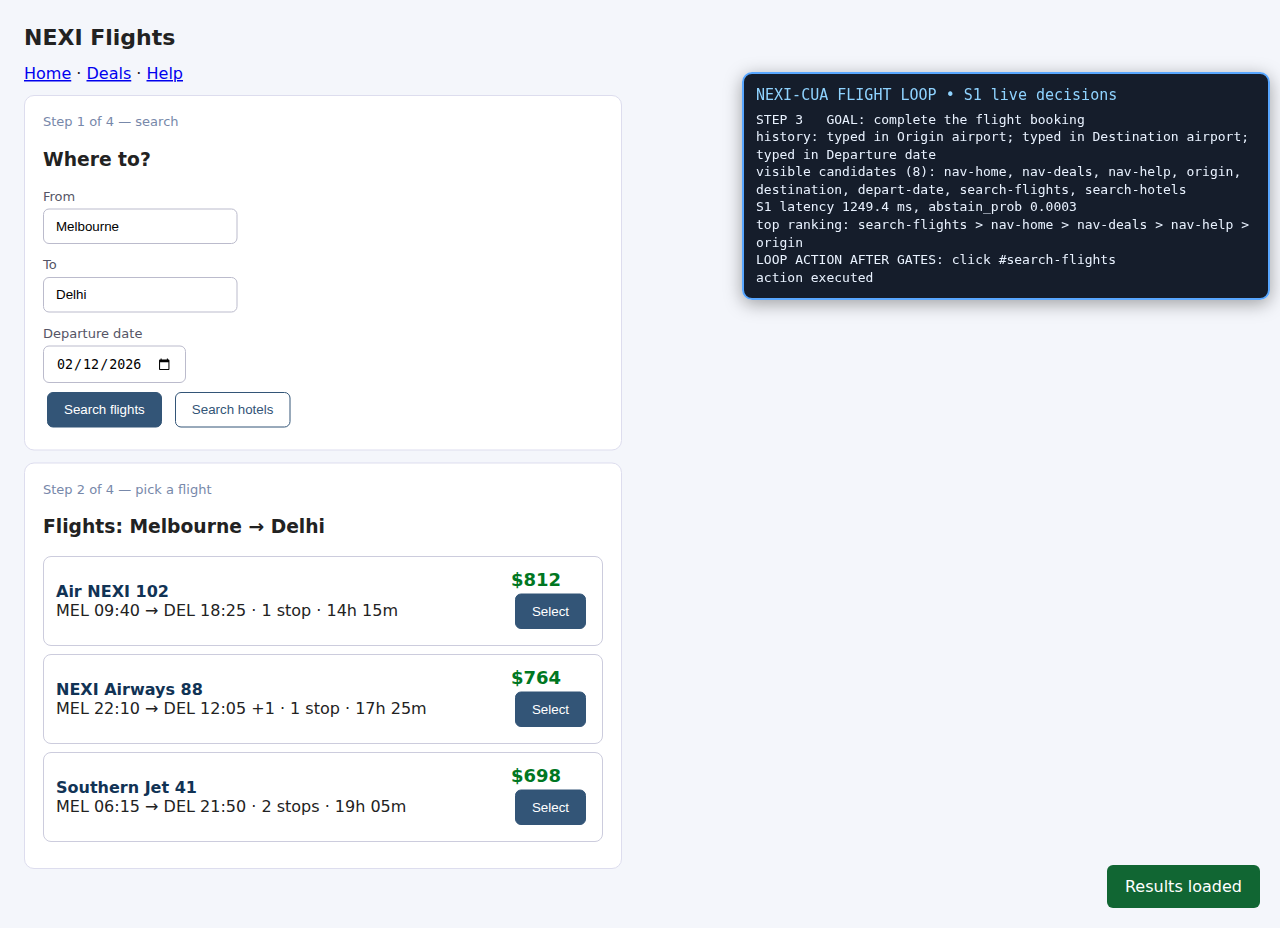 NEXI Flights
Home · Deals · Help
Step 1 of 4 — search
Where to?
From
Melbourne
To
Delhi
Departure date
02/12/2026
Search flights
Search hotels
Step 2 of 4 — pick a flight
Flights: Melbourne → Delhi
Air NEXI 102
MEL 09:40 → DEL 18:25 · 1 stop · 14h 15m
$812
Select
NEXI Airways 88
MEL 22:10 → DEL 12:05 +1 · 1 stop · 17h 25m
$764
Select
Southern Jet 41
MEL 06:15 → DEL 21:50 · 2 stops · 19h 05m
$698
Select
NEXI-CUA FLIGHT LOOP • S1 live decisions
STEP 3   GOAL: complete the flight booking
history: typed in Origin airport; typed in Destination airport;
typed in Departure date
visible candidates (8): nav-home, nav-deals, nav-help, origin,
destination, depart-date, search-flights, search-hotels
S1 latency 1249.4 ms, abstain_prob 0.0003
top ranking: search-flights > nav-home > nav-deals > nav-help >
origin
LOOP ACTION AFTER GATES: click #search-flights
action executed
Results loaded